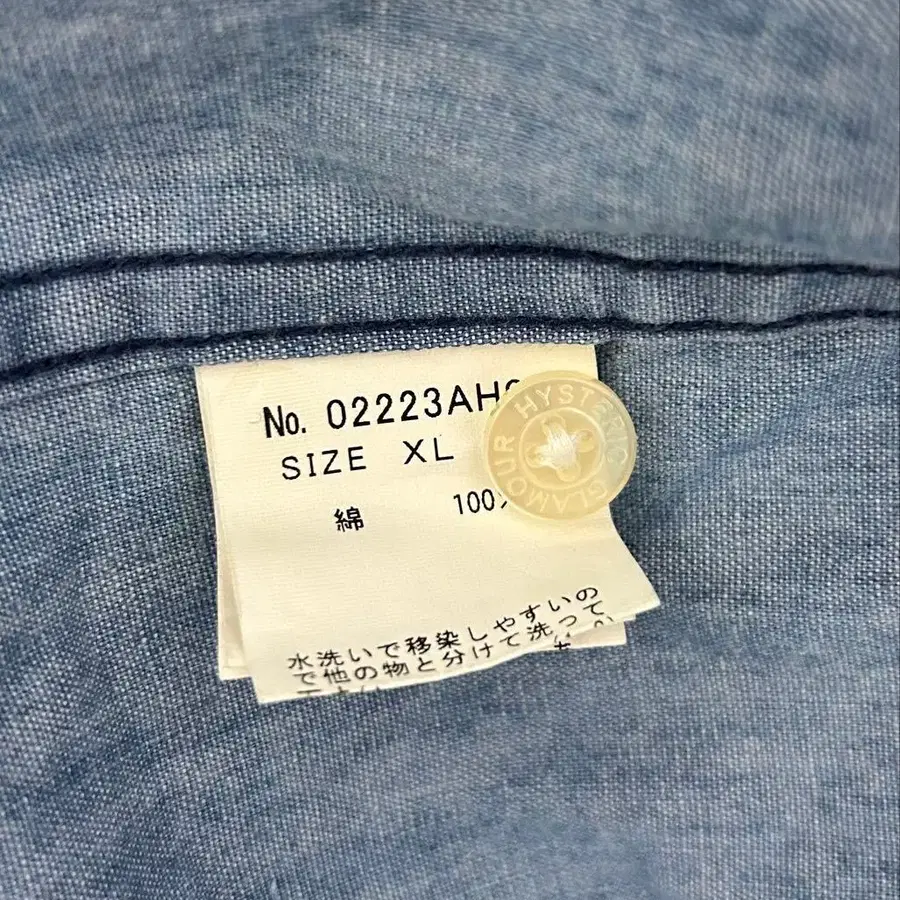 No. 02223AH
SIZE XL
綿 100%
HYSTERIC GLAMOUR
水洗いで移染しやすいの
で他の物と分けて洗って